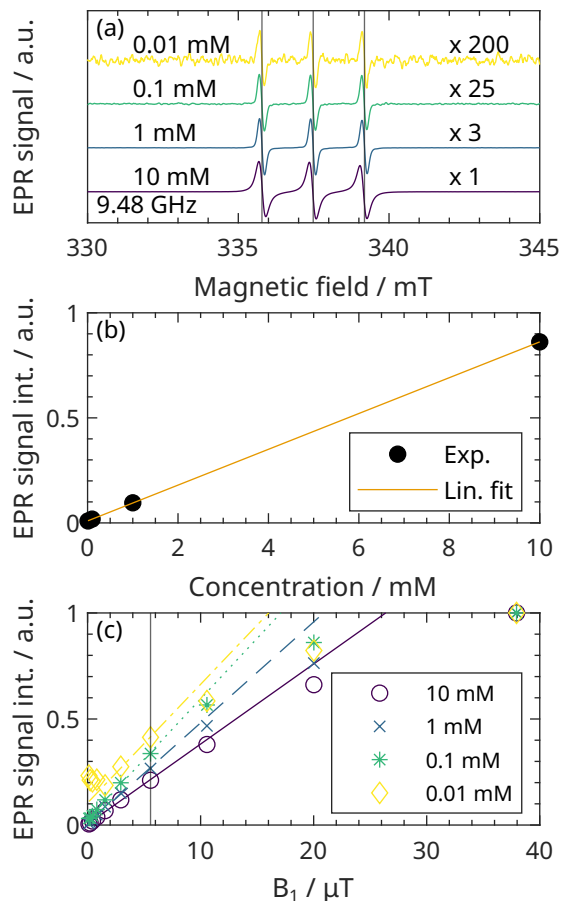 (a)
0.01 mM x 200
0.1 mM x 25
1 mM x 3
10 mM x 1
9.48 GHz
EPR signal / a.u.
330 335 340 345
Magnetic field / mT
(b)
1
0.5
0
EPR signal int. / a.u.
Exp.
Lin. fit
0 2 4 6 8 10
Concentration / mM
(c)
1
0.5
0
EPR signal int. / a.u.
10 mM
1 mM
0.1 mM
0.01 mM
0 10 20 30 40
B₁ / μT